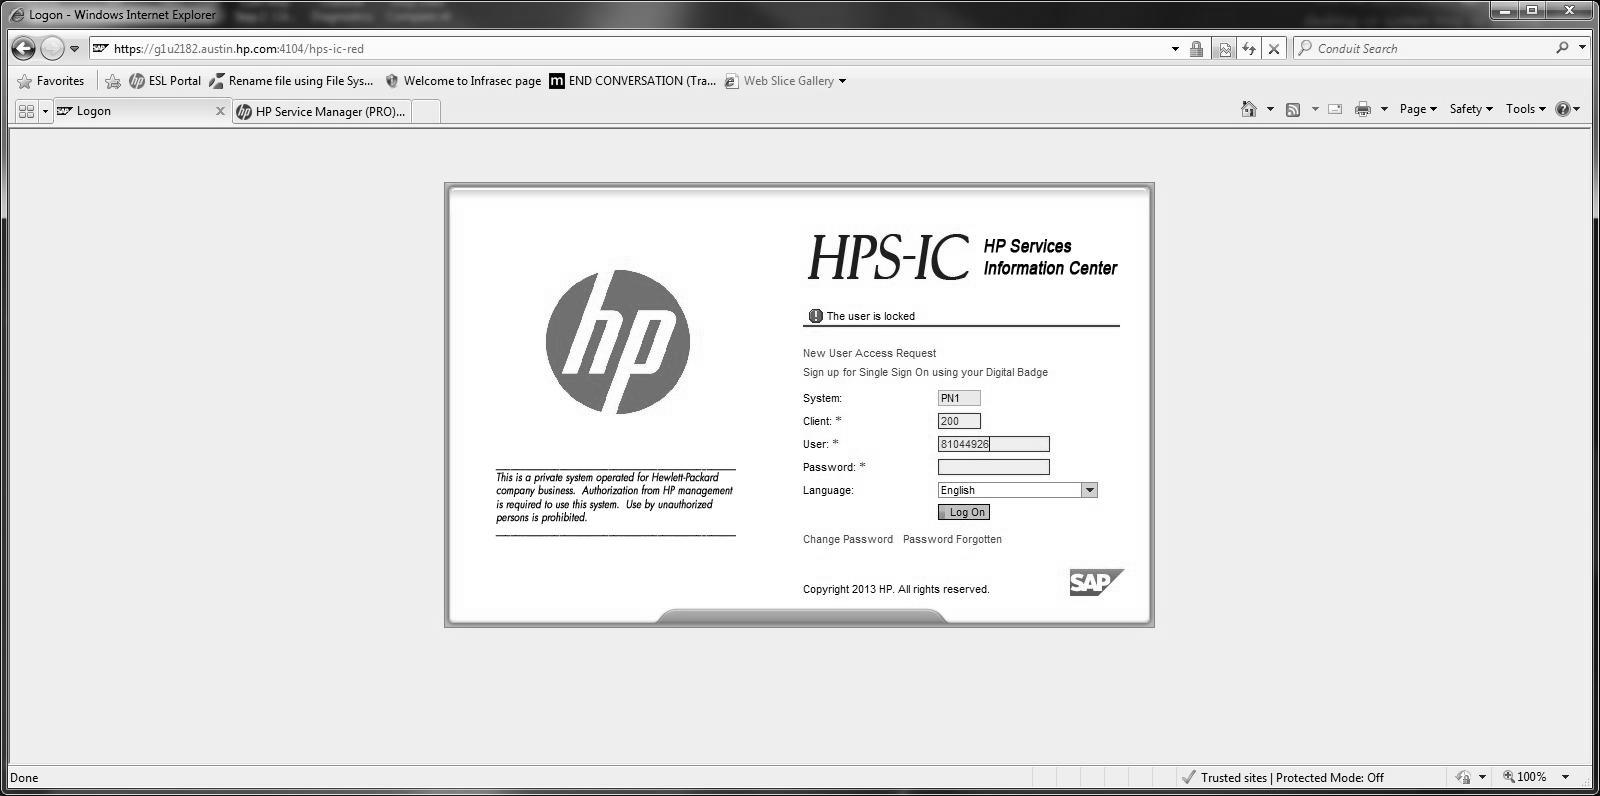 Logon - Windows Internet Explorer
https://g1u2182.austin.hp.com:4104/hps-ic-red
Conduit Search
Favorites
ESL Portal
Rename file using File Sys...
Welcome to Infrasec page
m END CONVERSATION (Tra...
Web Slice Gallery
SAP Logon
hp HP Service Manager (PRO)...
Page
Safety
Tools
HPS-IC
HP Services
Information Center
hp
The user is locked
New User Access Request
Sign up for Single Sign On using your Digital Badge
System: PN1
Client: * 200
User: * 81044926
Password: *
Language: English
Log On
Change Password Password Forgotten
This is a private system operated for Hewlett-Packard
company business. Authorization from HP management
is required to use this system. Use by unauthorized
persons is prohibited.
Copyright 2013 HP. All rights reserved.
SAP
Done
Trusted sites | Protected Mode: Off
100%